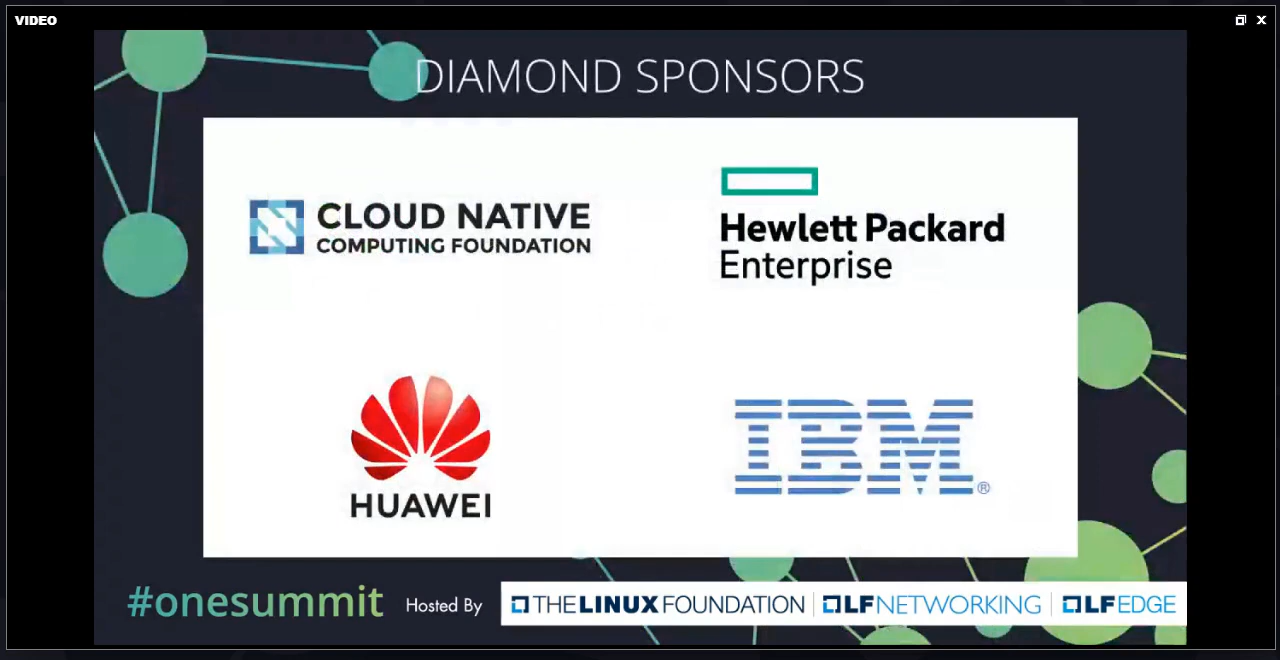 VIDEO
DIAMOND SPONSORS
CLOUD NATIVE
COMPUTING FOUNDATION
Hewlett Packard
Enterprise
HUAWEI
IBM®
#onesummit Hosted By THE LINUX FOUNDATION LF NETWORKING LF EDGE